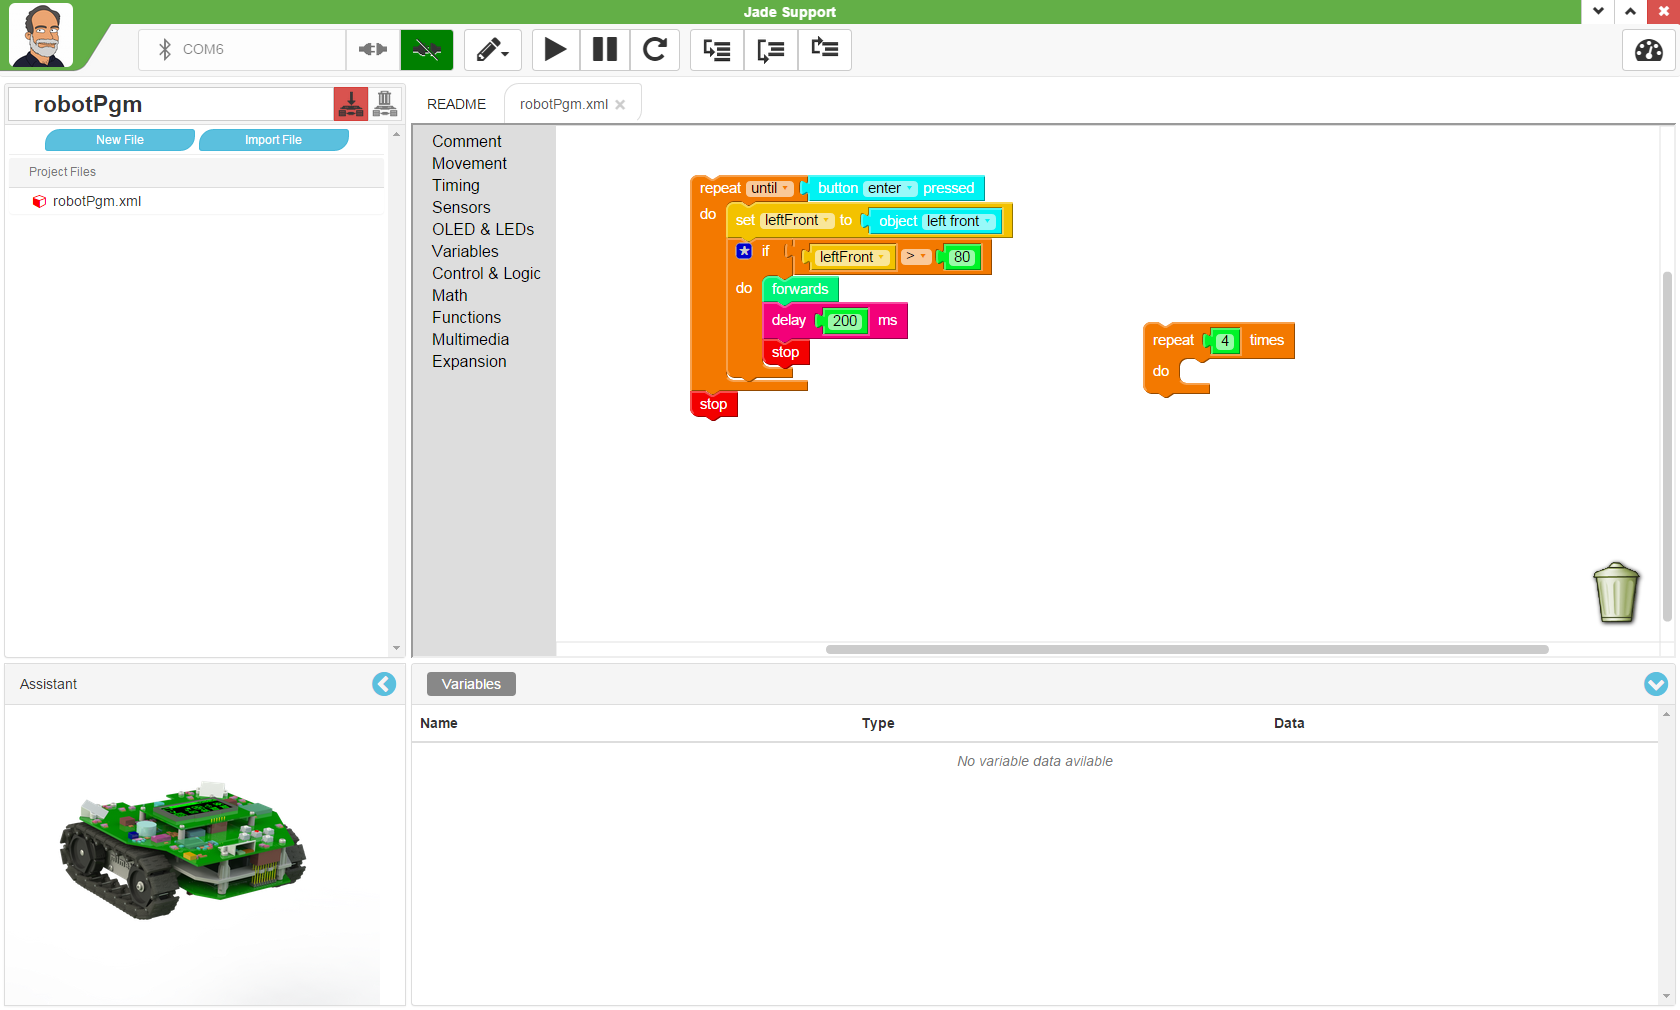 Jade Support
COM6
robotPgm
New File
Import File
Project Files
robotPgm.xml
README
robotPgm.xml
Comment
Movement
Timing
Sensors
OLED & LEDs
Variables
Control & Logic
Math
Functions
Multimedia
Expansion
repeat until button enter pressed
do set leftFront to object left front
if leftFront > 80
do forwards
delay 200 ms
stop
stop
repeat 4 times
do
Assistant
Variables
Name Type Data
No variable data avilable